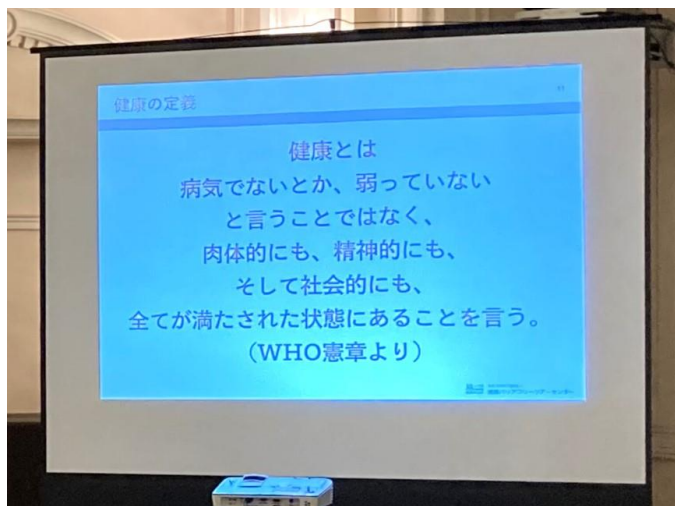 健康の定義
健康とは
病気でないとか、弱っていない
と言うことではなく、
肉体的にも、精神的にも、
そして社会的にも、
全てが満たされた状態にあることを言う。
（WHO憲章より）